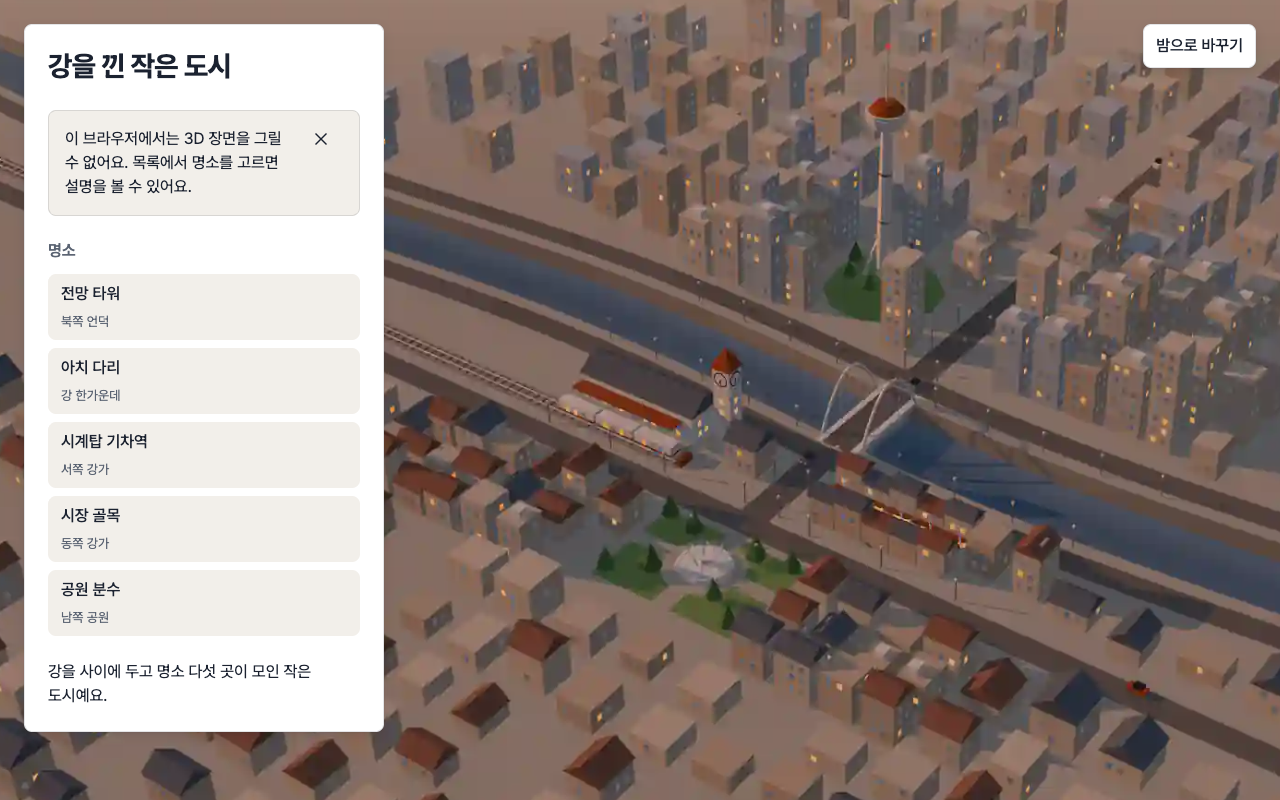 강을 낀 작은 도시
밤으로 바꾸기
이 브라우저에서는 3D 장면을 그릴
수 없어요. 목록에서 명소를 고르면
설명을 볼 수 있어요.
명소
전망 타워
북쪽 언덕
아치 다리
강 한가운데
시계탑 기차역
서쪽 강가
시장 골목
동쪽 강가
공원 분수
남쪽 공원
강을 사이에 두고 명소 다섯 곳이 모인 작은
도시예요.